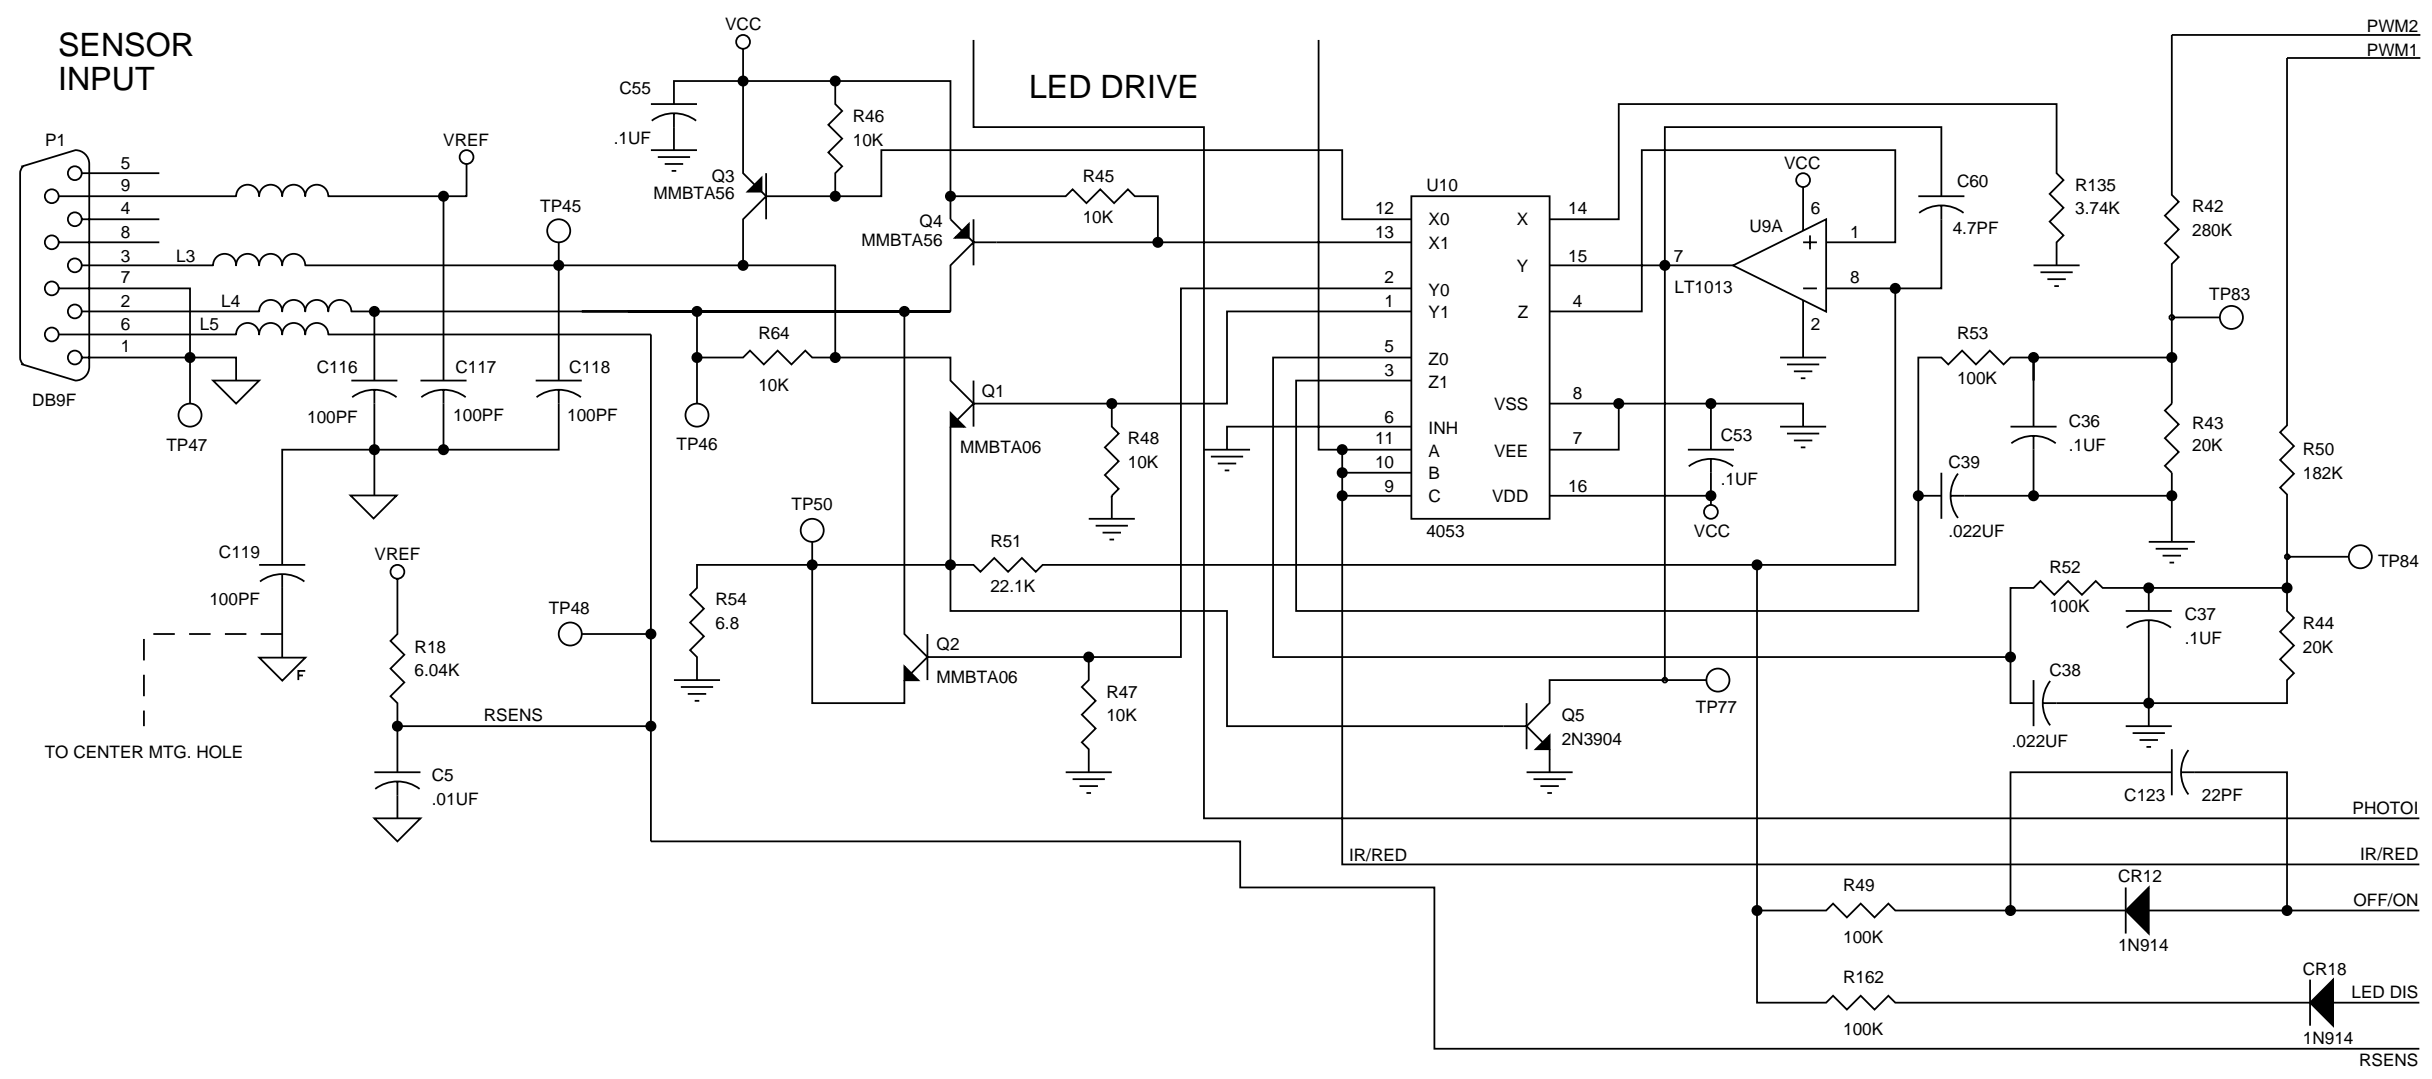 SENSOR
INPUT
P1
5
9
4
8
3
7
2
6
1
DB9F
L3
L4
L5
TP47
VREF
TP45
C116
100PF
C117
100PF
C118
100PF
C119
100PF
TO CENTER MTG. HOLE
F
VREF
R18
6.04K
RSENS
C5
.01UF
TP48
VCC
C55
.1UF
R46
10K
Q3
MMBTA56
Q4
MMBTA56
R45
10K
R64
10K
TP46
Q1
MMBTA06
R48
10K
TP50
R51
22.1K
R54
6.8
Q2
MMBTA06
R47
10K
LED DRIVE
U10
12
13
2
1
5
3
6
11
10
9
X0
X1
Y0
Y1
Z0
Z1
INH
A
B
C
X
Y
Z
VSS
VEE
VDD
14
15
4
8
7
16
4053
VCC
C53
.1UF
7
LT1013
U9A
VCC
6
1
8
2
+
−
C60
4.7PF
R135
3.74K
Q5
2N3904
TP77
PWM2
PWM1
R42
280K
TP83
R53
100K
C36
.1UF
R43
20K
C39
.022UF
R50
182K
TP84
R52
100K
C37
.1UF
R44
20K
C38
.022UF
C123
22PF
PHOTOI
IR/RED
IR/RED
R49
100K
CR12
1N914
OFF/ON
R162
100K
CR18
1N914
LED DIS
RSENS